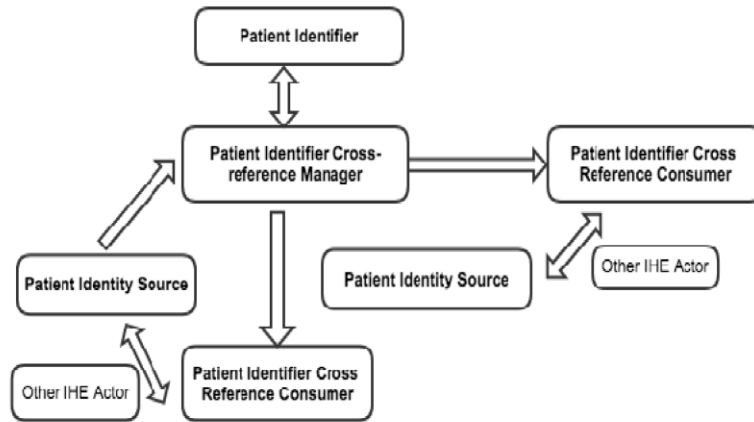 Patient Identifier
Patient Identifier Cross-
reference Manager
Patient Identifier Cross
Reference Consumer
Patient Identity Source
Patient Identity Source
Other IHE Actor
Other IHE Actor
Patient Identifier Cross
Reference Consumer